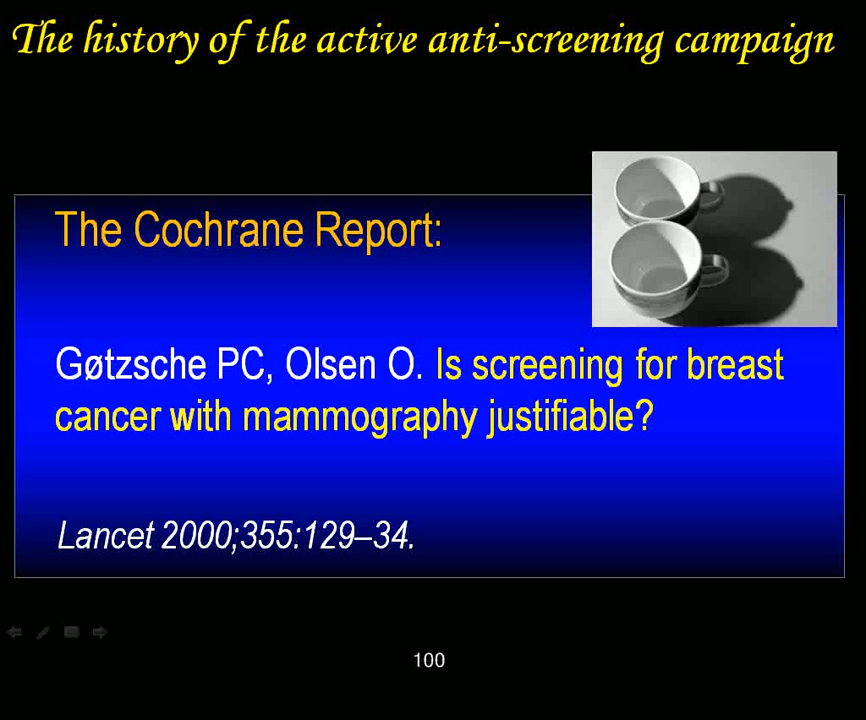 The history of the active anti-screening campaign
The Cochrane Report:
Gøtzsche PC, Olsen O. Is screening for breast
cancer with mammography justifiable?
Lancet 2000;355:129–34.
100